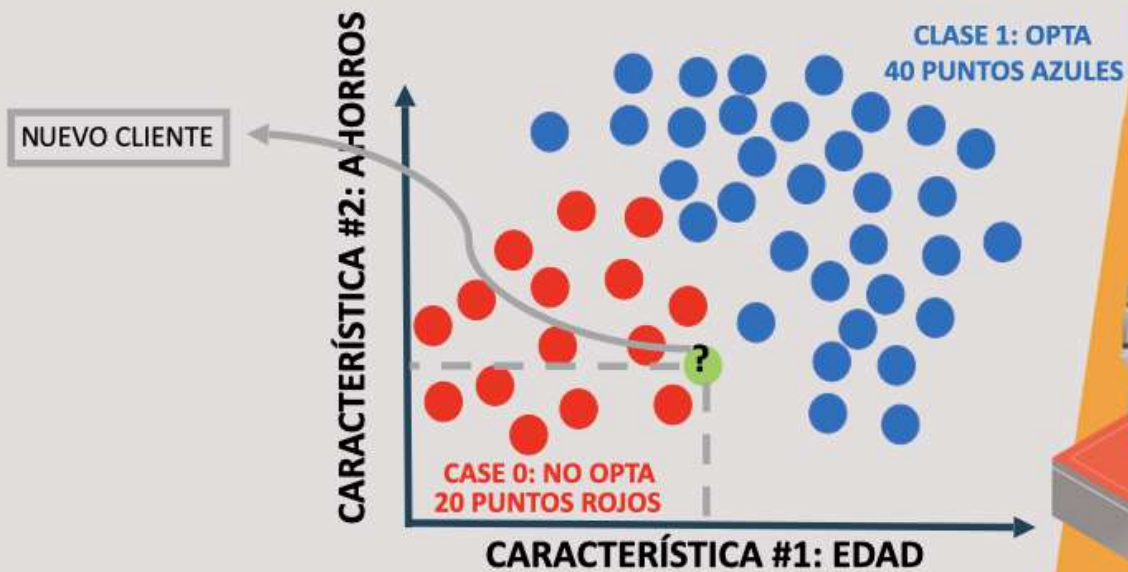 CLASE 1: OPTA
40 PUNTOS AZULES
NUEVO CLIENTE
CARACTERÍSTICA #2: AHORROS
?
CASE 0: NO OPTA
20 PUNTOS ROJOS
CARACTERÍSTICA #1: EDAD